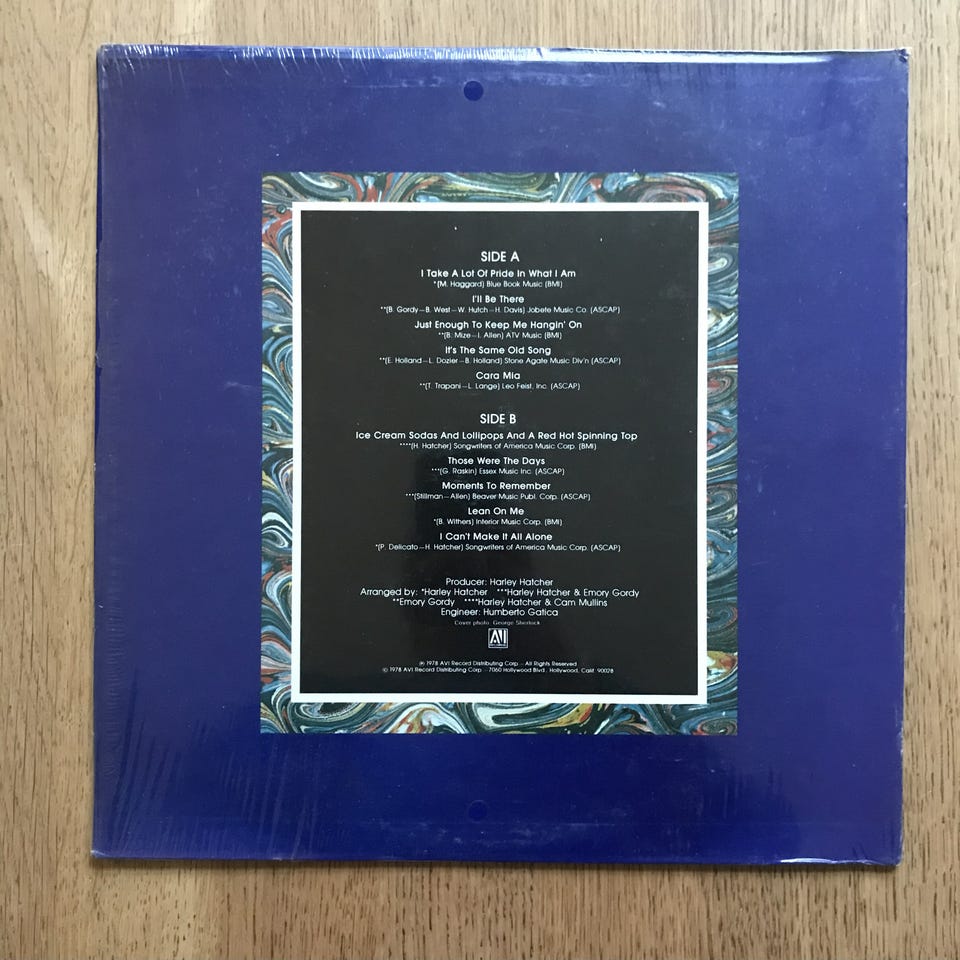 SIDE A
I Take A Lot Of Pride In What I Am
*(M. Haggard) Blue Book Music (BMI)
I'll Be There
**(B. Gordy—B. West—W. Hutch—H. Davis) Jobete Music Co. (ASCAP)
Just Enough To Keep Me Hangin' On
**(B. Mize—I. Allen) ATV Music (BMI)
It's The Same Old Song
**(E. Holland—L. Dozier—B. Holland) Stone Agate Music Div'n (ASCAP)
Cara Mia
**(T. Trapani—L. Lange) Leo Feist, Inc. (ASCAP)
SIDE B
Ice Cream Sodas And Lollipops And A Red Hot Spinning Top
****(H. Hatcher) Songwriters of America Music Corp. (BMI)
Those Were The Days
***(G. Raskin) Essex Music Inc. (ASCAP)
Moments To Remember
***(Stillman—Allen) Beaver Music Publ. Corp. (ASCAP)
Lean On Me
*(B. Withers) Interior Music Corp. (BMI)
I Can't Make It All Alone
*(P. Delicato—H. Hatcher) Songwriters of America Music Corp. (ASCAP)
Producer: Harley Hatcher
Arranged by: *Harley Hatcher ***Harley Hatcher & Emory Gordy
**Emory Gordy ****Harley Hatcher & Cam Mullins
Engineer: Humberto Gatica
Cover photo: George Sherlock
AVI
℗ 1978 AVI Record Distributing Corp. — All Rights Reserved
© 1978 AVI Record Distributing Corp. — 7060 Hollywood Blvd., Hollywood, Calif. 90028